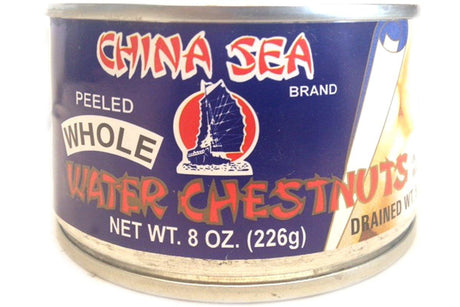 CHINA SEA
BRAND
PEELED
WHOLE
WATER CHESTNUTS
NET WT. 8 OZ. (226g)
DRAINED WT.